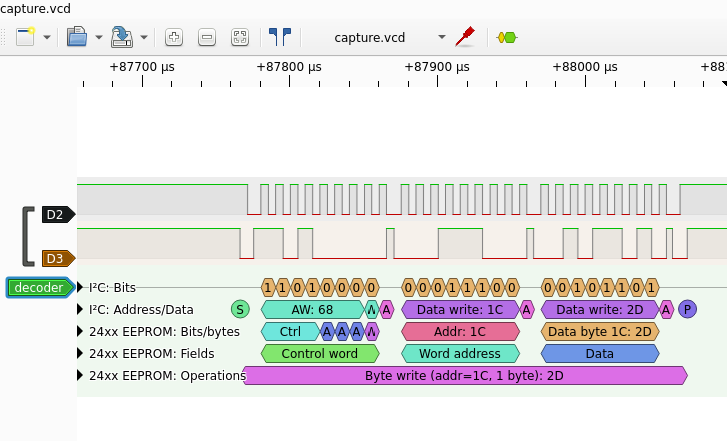 capture.vcd
capture.vcd
+87700 µs +87800 µs +87900 µs +88000 µs +88
D2
D3
decoder
I²C: Bits 1 1 0 1 0 0 0 0 0 0 0 1 1 1 0 0 0 0 1 0 1 1 0 1
I²C: Address/Data S AW: 68 W A Data write: 1C A Data write: 2D A P
24xx EEPROM: Bits/bytes Ctrl A A A W Addr: 1C Data byte 1C: 2D
24xx EEPROM: Fields Control word Word address Data
24xx EEPROM: Operations Byte write (addr=1C, 1 byte): 2D